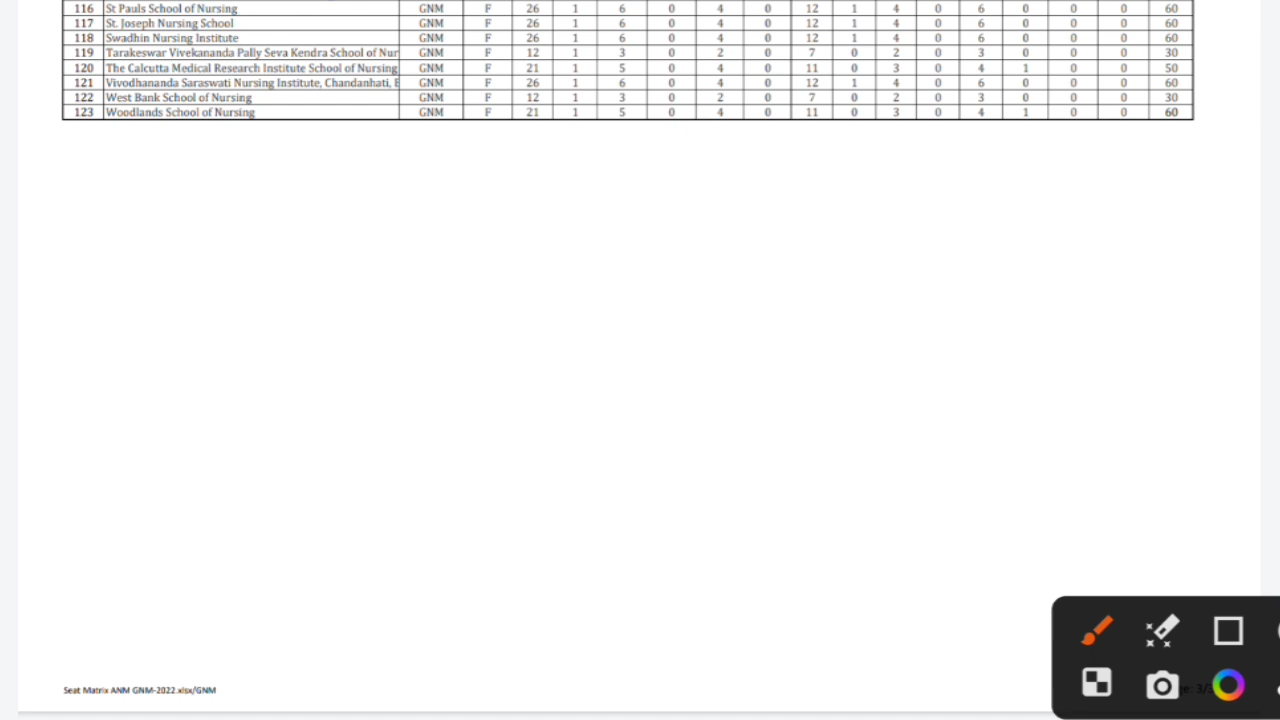 116 St Pauls School of Nursing GNM F 26 1 6 0 4 0 12 1 4 0 6 0 0 0 60
117 St. Joseph Nursing School GNM F 26 1 6 0 4 0 12 1 4 0 6 0 0 0 60
118 Swadhin Nursing Institute GNM F 26 1 6 0 4 0 12 1 4 0 6 0 0 0 60
119 Tarakeswar Vivekananda Pally Seva Kendra School of Nur GNM F 12 1 3 0 2 0 7 0 2 0 3 0 0 0 30
120 The Calcutta Medical Research Institute School of Nursing GNM F 21 1 5 0 4 0 11 0 3 0 4 1 0 0 50
121 Vivodhananda Saraswati Nursing Institute, Chandanhati, GNM F 26 1 6 0 4 0 12 1 4 0 6 0 0 0 60
122 West Bank School of Nursing GNM F 12 1 3 0 2 0 7 0 2 0 3 0 0 0 30
123 Woodlands School of Nursing GNM F 21 1 5 0 4 0 11 0 3 0 4 1 0 0 60
Seat Matrix ANM GNM-2022.xlsx/GNM